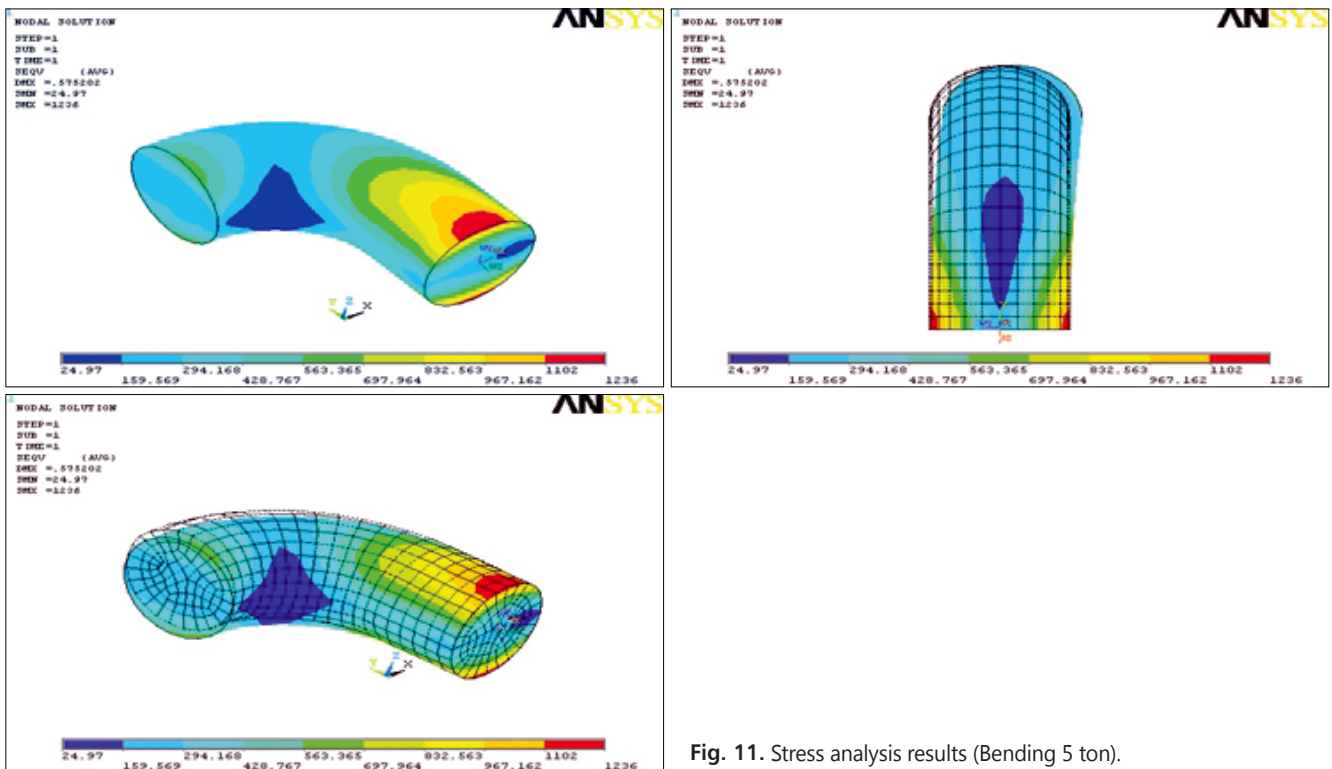 NODAL SOLUTION
STEP=1
SUB =1
TIME=1
SEQV (AVG)
DMX =.575202
SMN =24.97
SMX =1236
ANSYS
Y Z X
24.97 294.168 563.365 832.563 1102
159.569 428.767 697.964 967.162 1236
NODAL SOLUTION
STEP=1
SUB =1
TIME=1
SEQV (AVG)
DMX =.575202
SMN =24.97
SMX =1236
ANSYS
24.97 294.168 563.365 832.563 1102
159.569 428.767 697.964 967.162 1236
NODAL SOLUTION
STEP=1
SUB =1
TIME=1
SEQV (AVG)
DMX =.575202
SMN =24.97
SMX =1236
ANSYS
Y Z X
24.97 294.168 563.365 832.563 1102
159.569 428.767 697.964 967.162 1236
Fig. 11. Stress analysis results (Bending 5 ton).